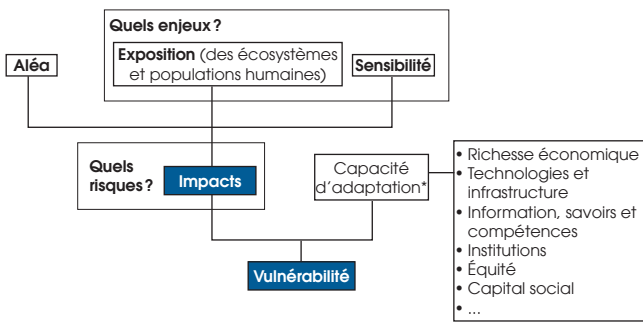 Quels enjeux ?
Aléa
Exposition (des écosystèmes
et populations humaines)
Sensibilité
Quels
risques ?
Impacts
Capacité
d'adaptation*
• Richesse économique
• Technologies et
infrastructure
• Information, savoirs et
compétences
• Institutions
• Équité
• Capital social
• ...
Vulnérabilité